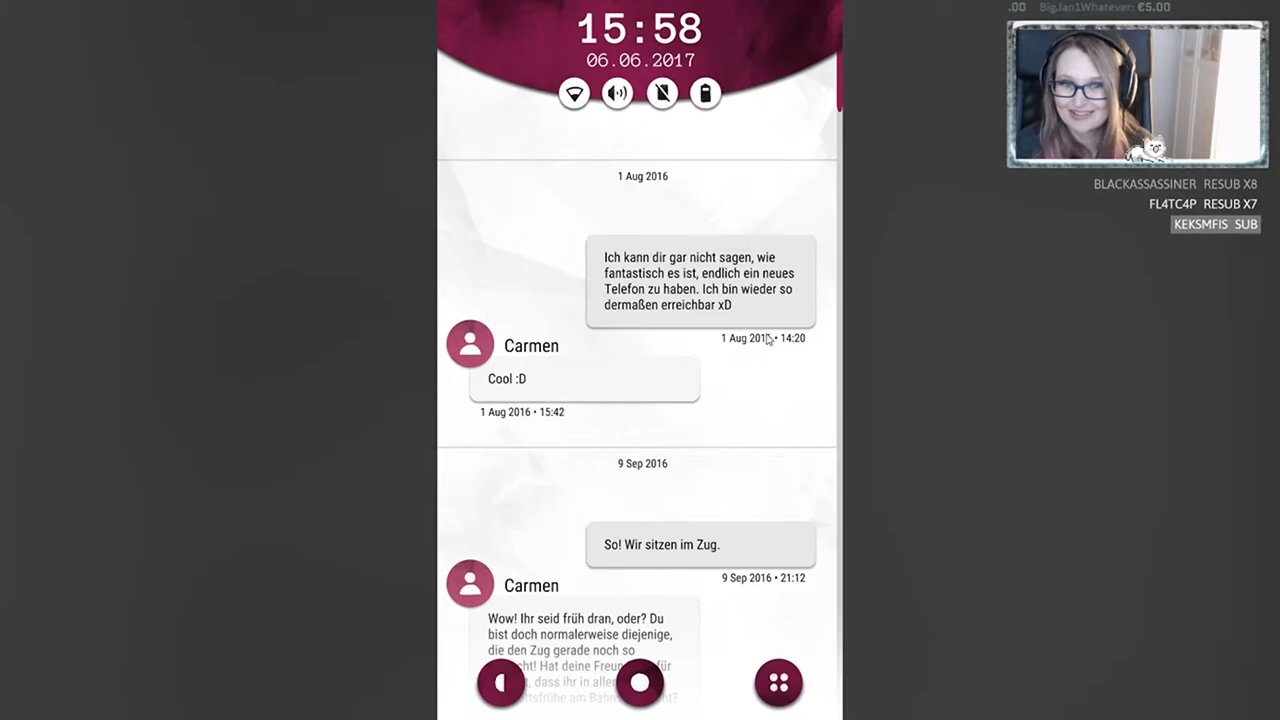 15:58
06.06.2017
1 Aug 2016
Ich kann dir gar nicht sagen, wie
fantastisch es ist, endlich ein neues
Telefon zu haben. Ich bin wieder so
dermaßen erreichbar xD
1 Aug 201 • 14:20
Carmen
Cool :D
1 Aug 2016 • 15:42
9 Sep 2016
So! Wir sitzen im Zug.
9 Sep 2016 • 21:12
Carmen
Wow! Ihr seid früh dran, oder? Du
bist doch normalerweise diejenige,
die den Zug gerade noch so
Hat deine für
dass ihr in
am
.00 BigJan1Whatever: €5.00
BLACKASSASSINER RESUB X8
FL4TC4P RESUB X7
KEKSMFIS SUB